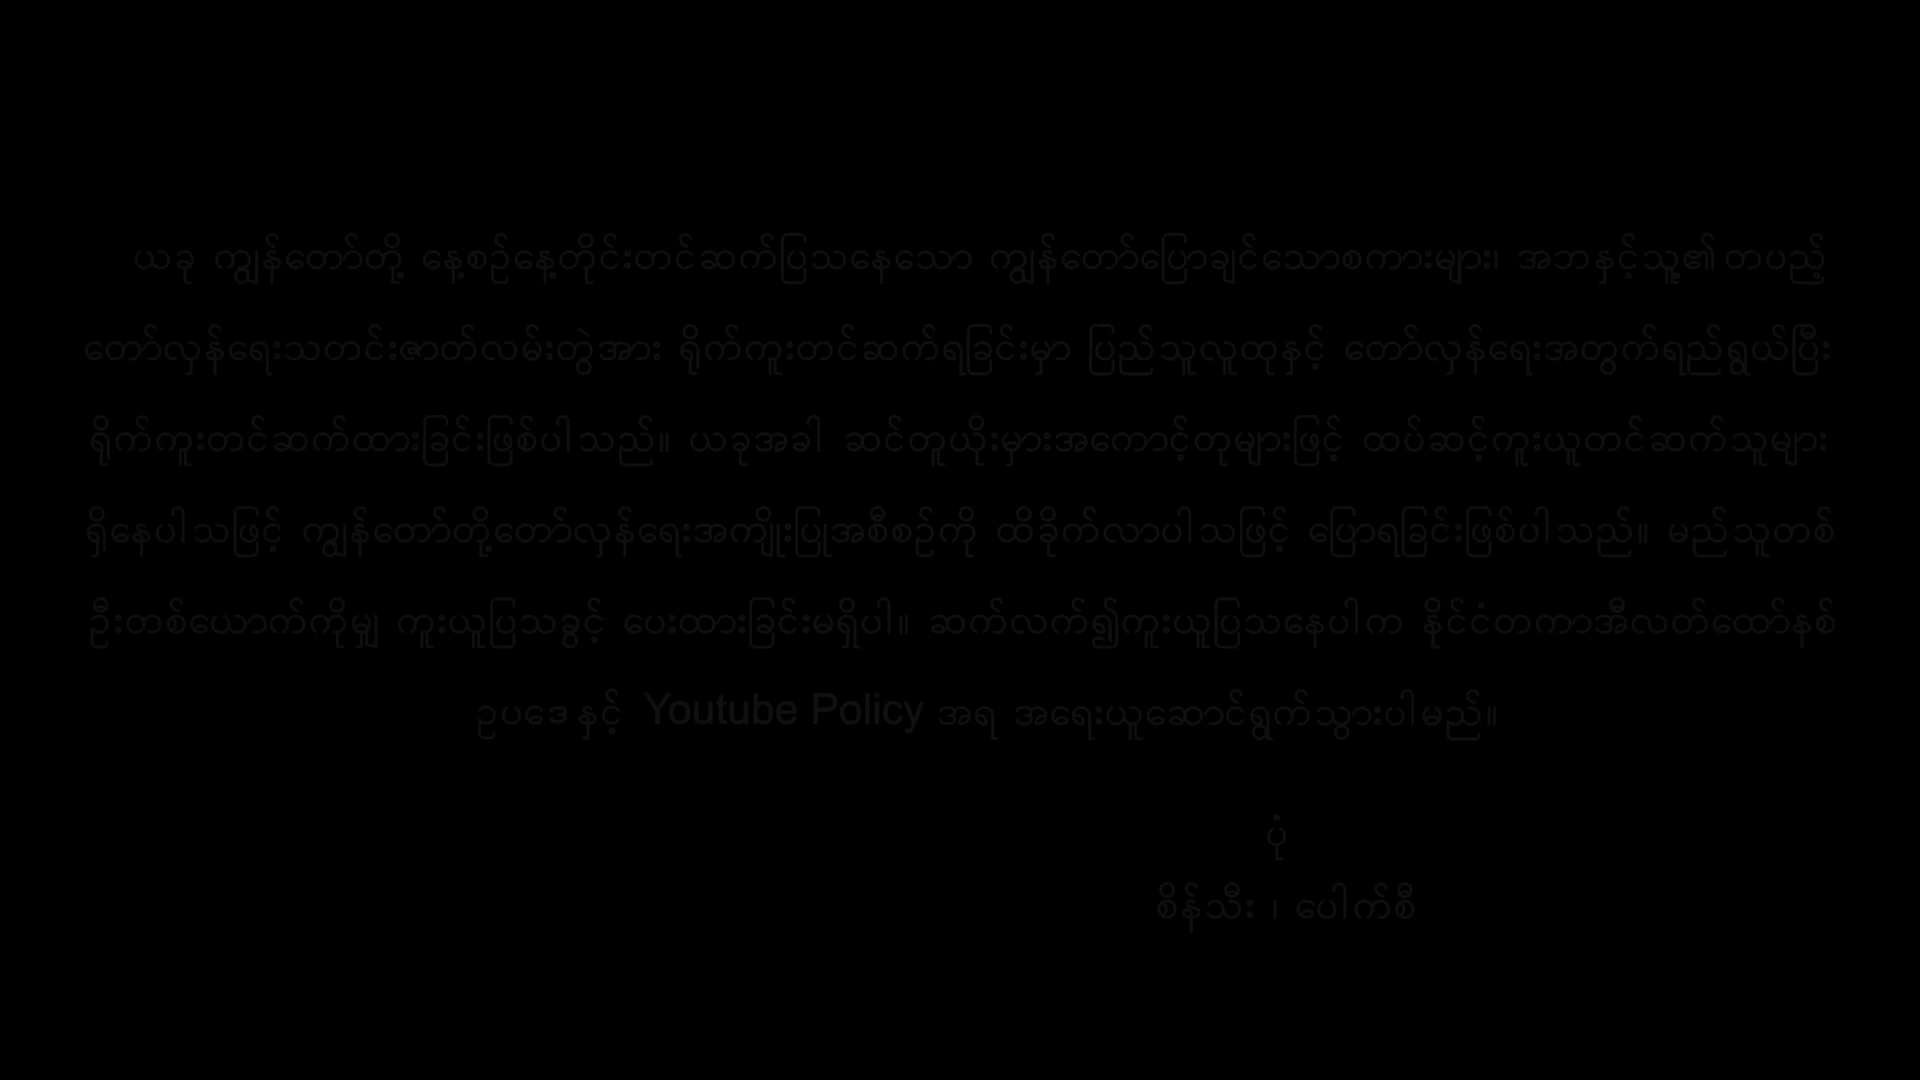 ယခု ကျွန်တော်တို့ နေ့စဉ်နေ့တိုင်းတင်ဆက်ပြသနေသော ကျွန်တော်ပြောချင်သောစကားများ၊ အဘနှင့်သူ၏ တပည့်
တော်လှန်ရေးသတင်းဇာတ်လမ်းတွဲအား ရိုက်ကူးတင်ဆက်ရခြင်းမှာ ပြည်သူလူထုနှင့် တော်လှန်ရေးအတွက်ရည်ရွယ်ပြီး
ရိုက်ကူးတင်ဆက်ထားခြင်းဖြစ်ပါသည်။ ယခုအခါ ဆင်တူယိုးမှားအကောင့်တုများဖြင့် ထပ်ဆင့်ကူးယူတင်ဆက်သူများ
ရှိနေပါသဖြင့် ကျွန်တော်တို့တော်လှန်ရေးအကျိုးပြုအစီစဉ်ကို ထိခိုက်လာပါသဖြင့် ပြောရခြင်းဖြစ်ပါသည်။ မည်သူတစ်
ဦးတစ်ယောက်ကိုမျှ ကူးယူပြသခွင့် ပေးထားခြင်းမရှိပါ။ ဆက်လက်၍ကူးယူပြသနေပါက နိုင်ငံတကာအီလတ်ထော်နစ်
ဥပဒေနှင့် Youtube Policy အရ အရေးယူဆောင်ရွက်သွားပါမည်။
ပုံ
စိန်သီး ၊ ပေါက်စီ